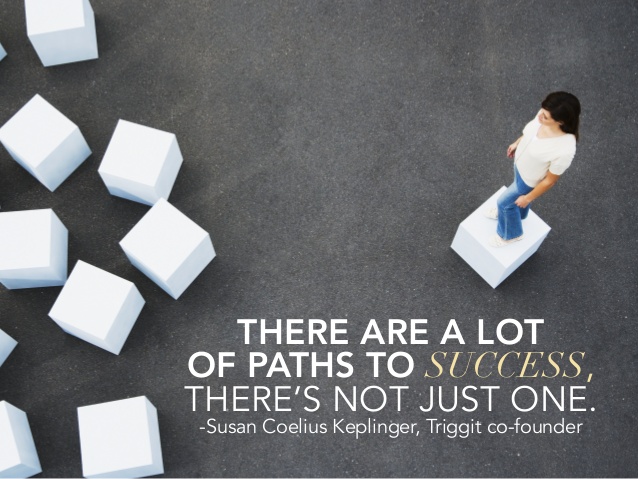 THERE ARE A LOT
OF PATHS TO SUCCESS,
THERE'S NOT JUST ONE.
-Susan Coelius Keplinger, Triggit co-founder